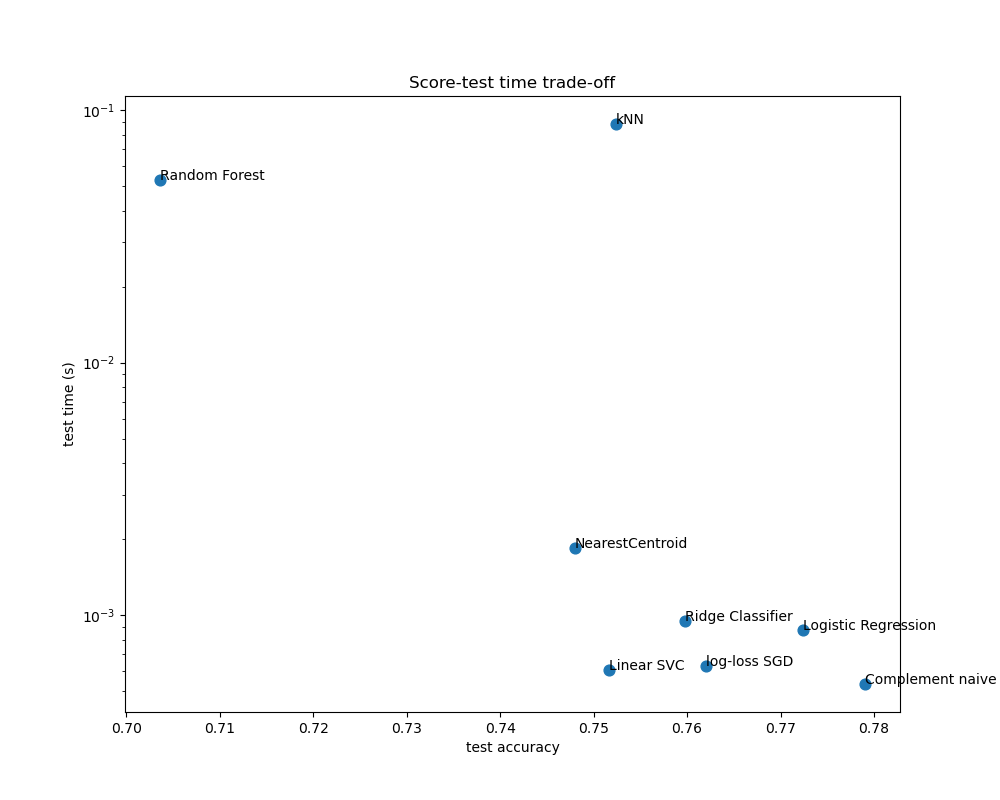 Score-test time trade-off
10⁻¹
kNN
Random Forest
10⁻²
test time (s)
NearestCentroid
10⁻³
Ridge Classifier
Logistic Regression
Linear SVC
log-loss SGD
Complement naive
0.70 0.71 0.72 0.73 0.74 0.75 0.76 0.77 0.78
test accuracy